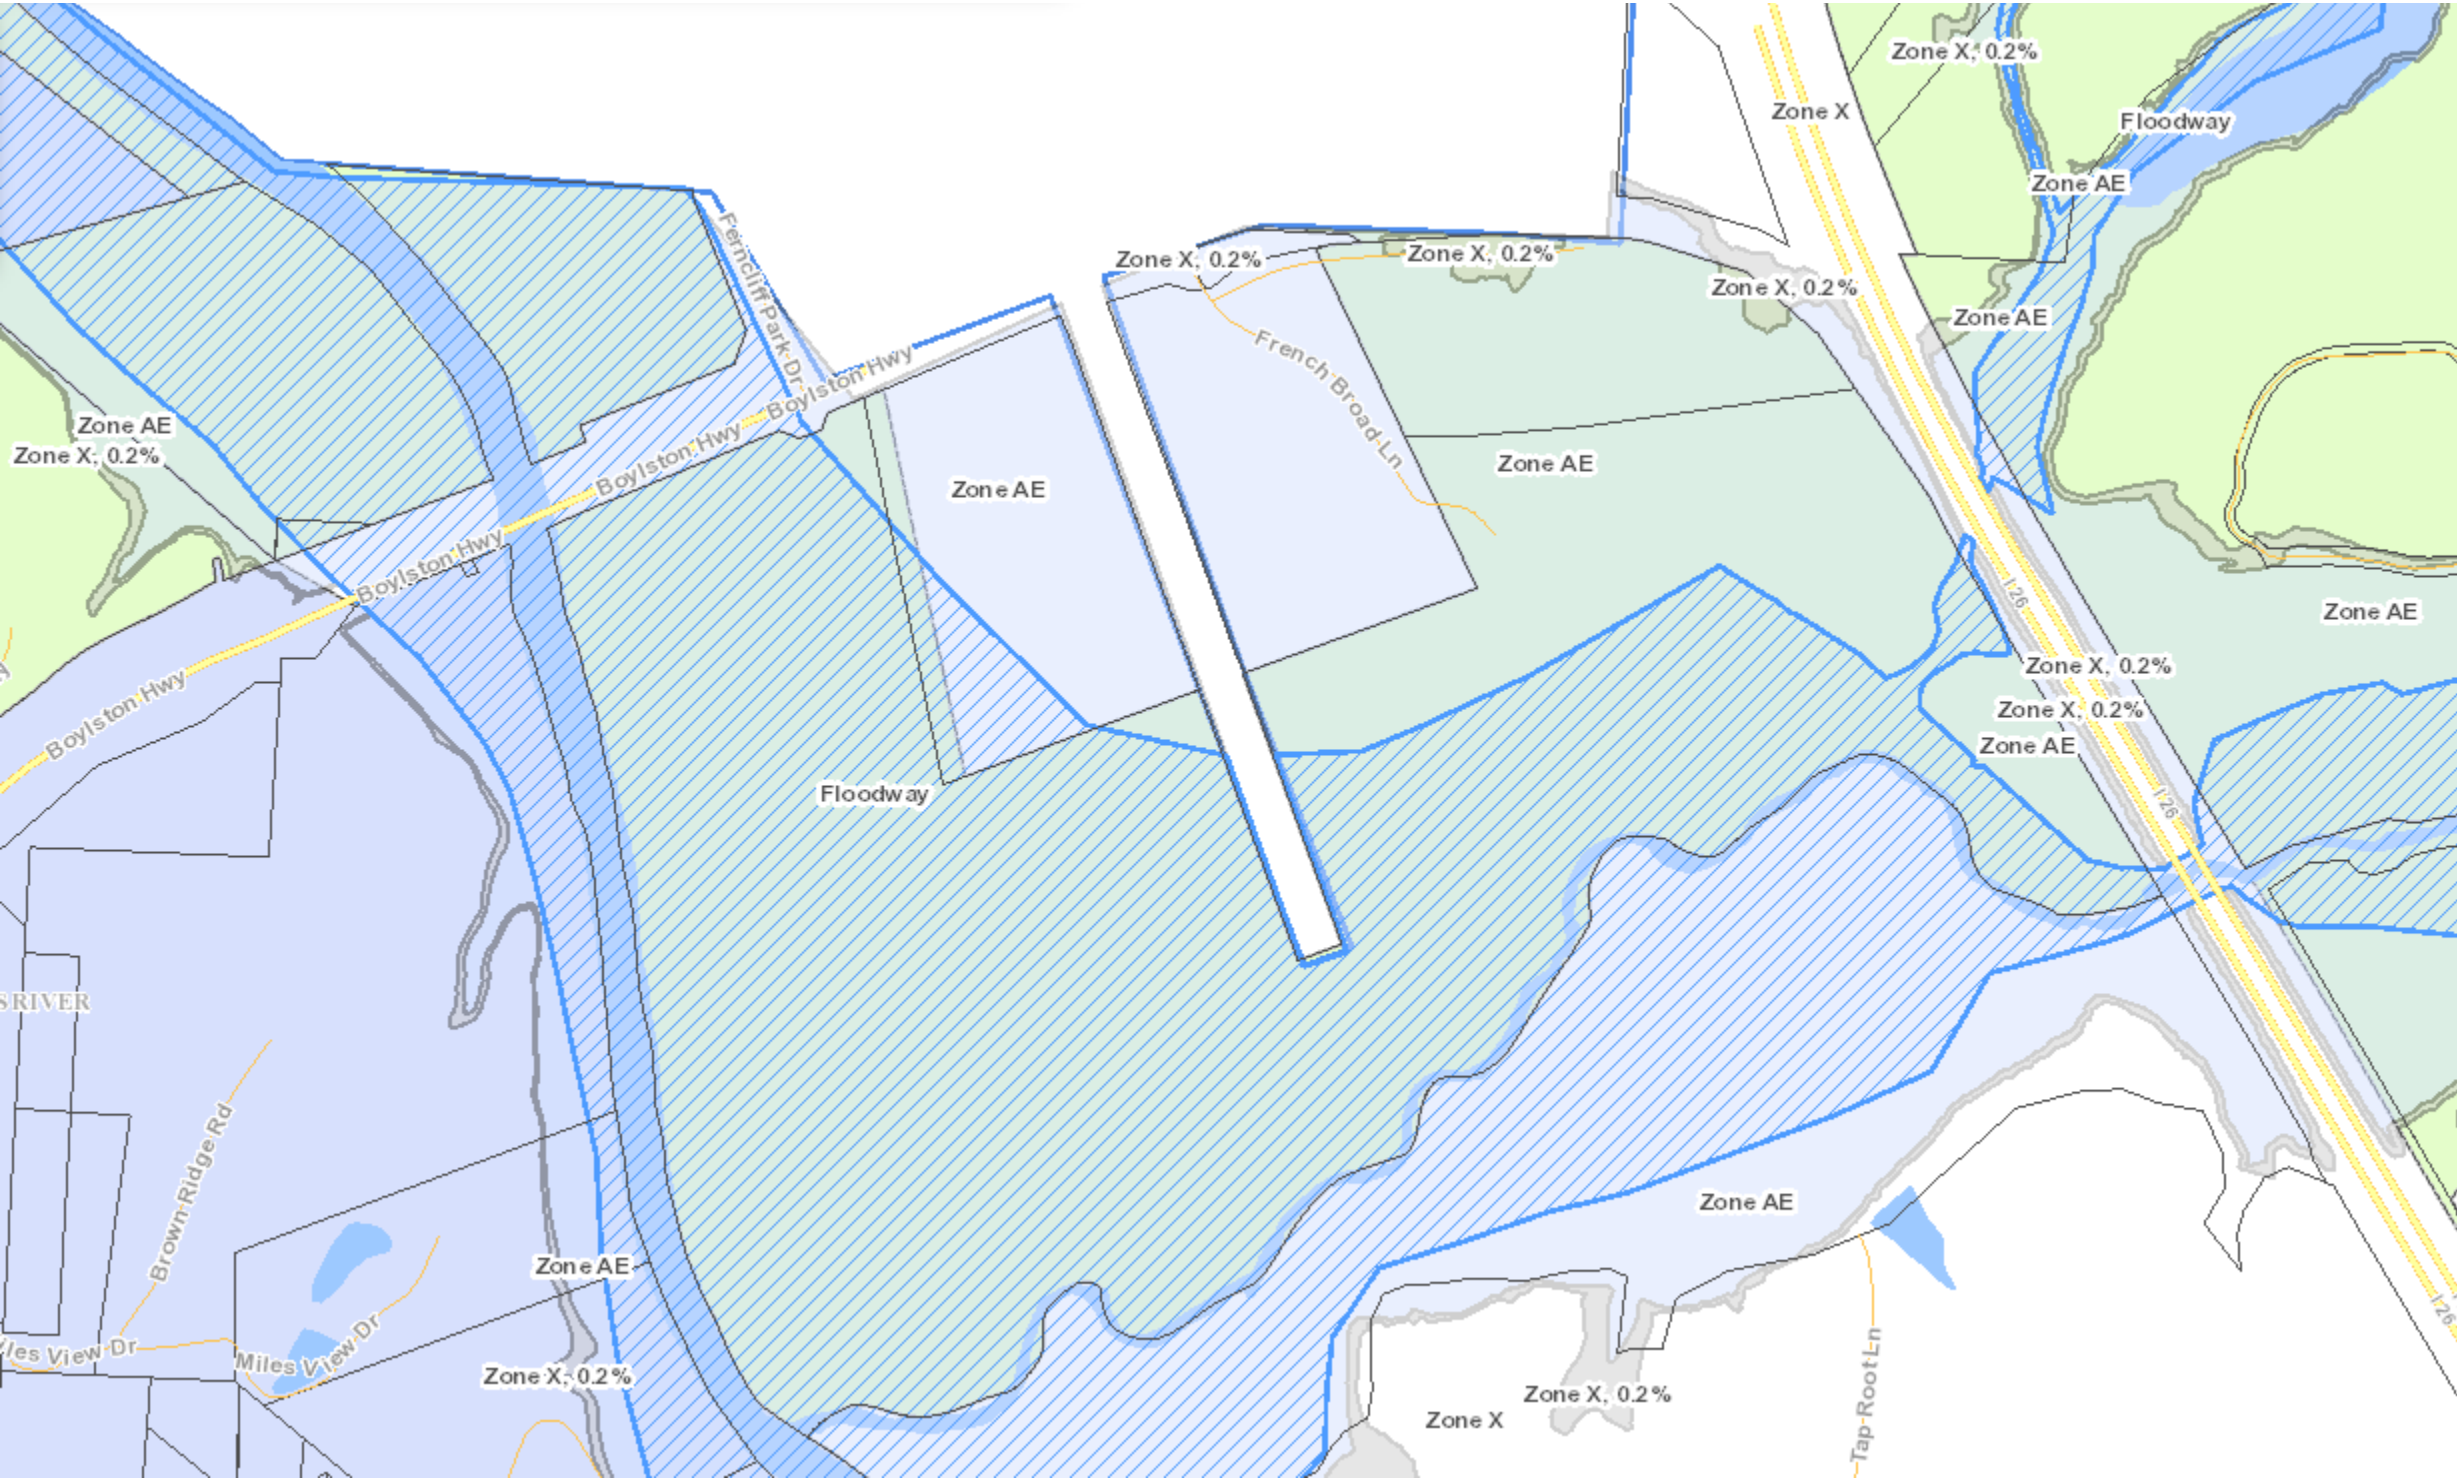 Zone X, 0.2%
Zone X
Floodway
Zone AE
Ferncliff Park Dr
Zone X, 0.2%
Zone X, 0.2%
Zone X, 0.2%
Zone AE
French Broad Ln
Boylston Hwy
Boylston Hwy
Zone AE
Zone X, 0.2%
Boylston Hwy
Zone AE
Zone AE
Boylston Hwy
I 26
Zone AE
Zone X, 0.2%
Boylston Hwy
Zone X, 0.2%
Zone AE
Floodway
I 26
S RIVER
Brown Ridge Rd
Zone AE
Zone AE
Miles View Dr
iles View Dr
Zone X, 0.2%
Zone X, 0.2%
Zone X
Tap Root Ln
I 26